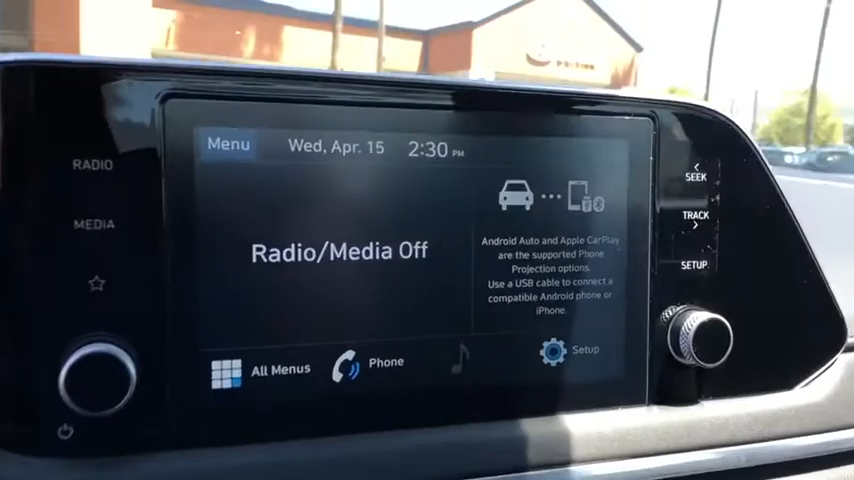 Menu Wed, Apr. 15 2:30 PM
RADIO
MEDIA
Radio/Media Off
Android Auto and Apple CarPlay
are the supported Phone
Projection options.
Use a USB cable to connect a
compatible Android phone or
iPhone.
SEEK
TRACK
SETUP
All Menus Phone Setup